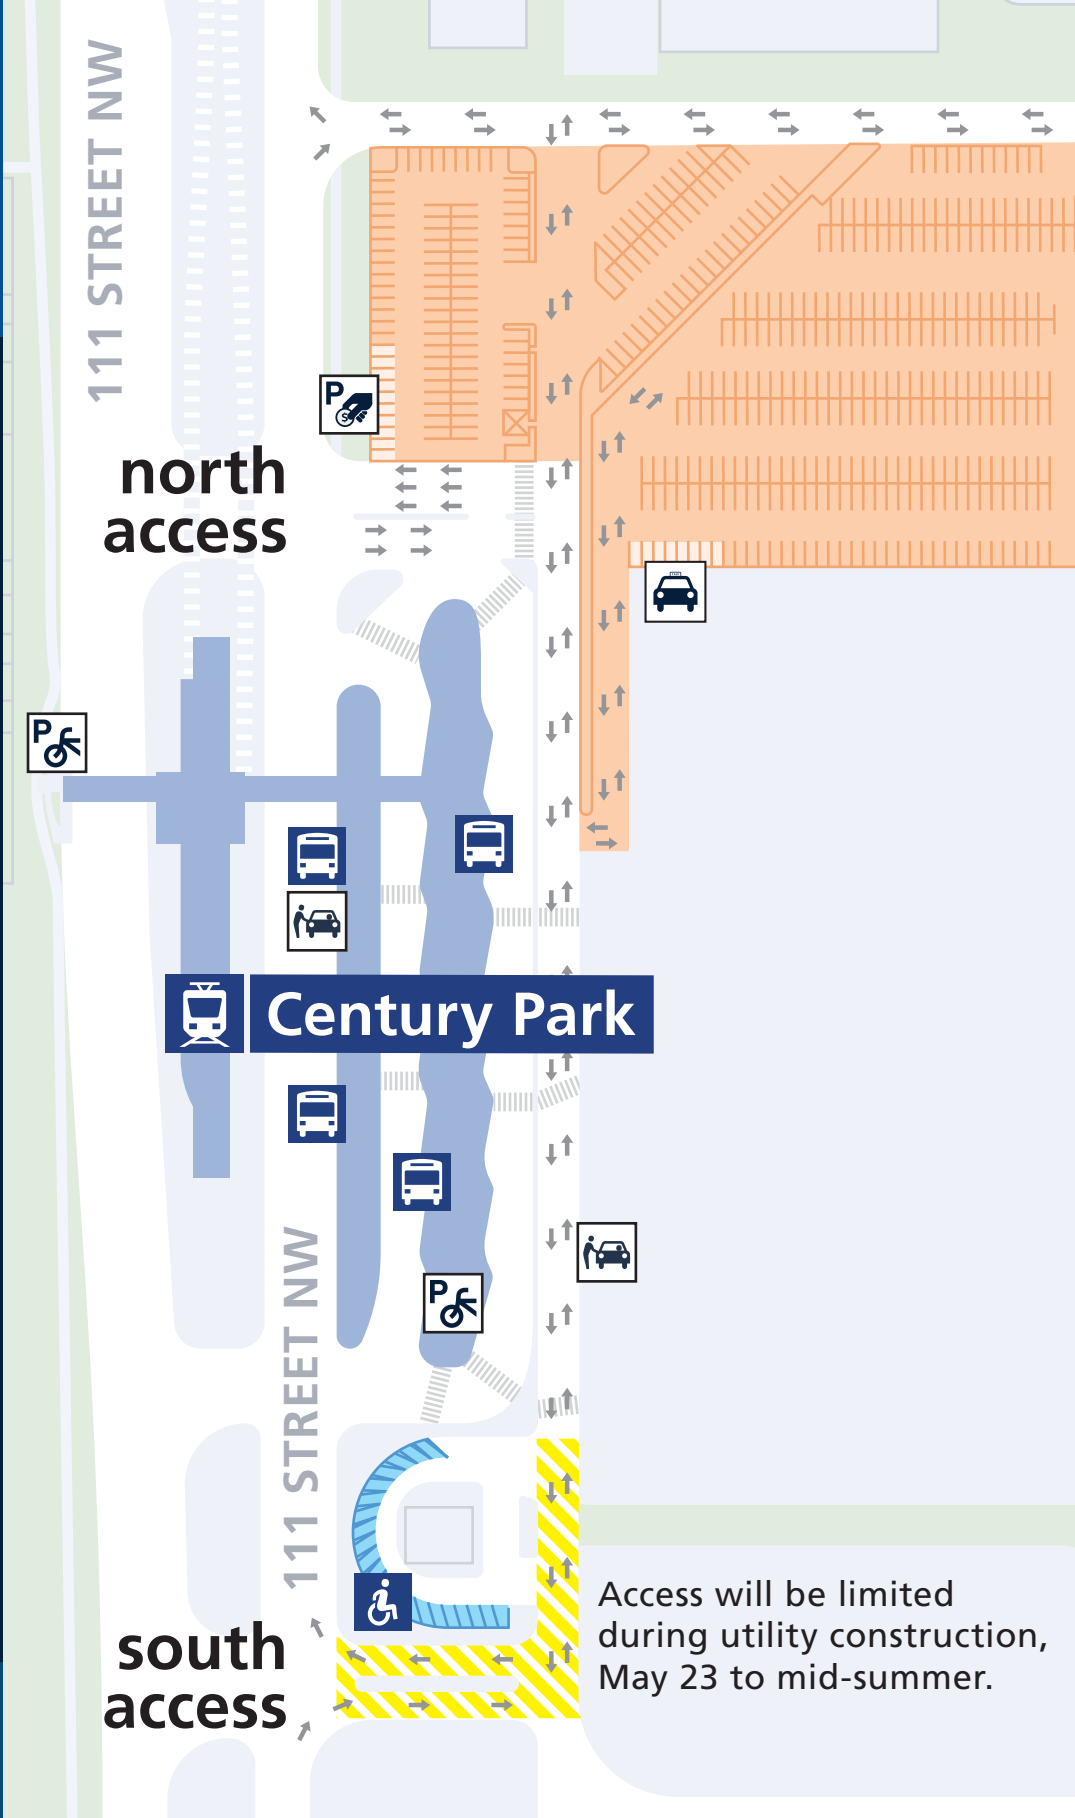 111 STREET NW
P
$
north
access
TAXI
P
Century Park
111 STREET NW
P
Access will be limited
during utility construction,
May 23 to mid-summer.
south
access